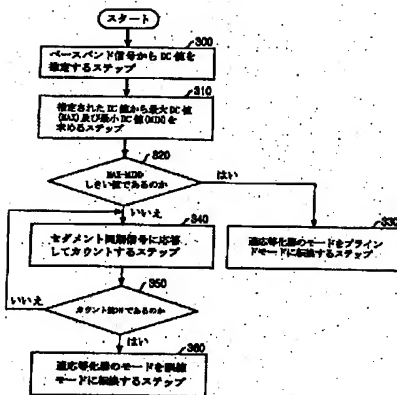 スタート
300
ベースバンド信号からDC値を
推定するステップ
310
推定されたDC値から最大DC値
(MAX)及び最小DC値(MIN)を
求めるステップ
320
MAX-MIN>
しきい値であるのか
はい
いいえ
330
適応等化器のモードをブライン
ドモードに転換するステップ
340
セグメント同期信号に応答
してカウントするステップ
350
いいえ
カウント値>Nであるのか
はい
360
適応等化器のモードを訓練
モードに転換するステップ